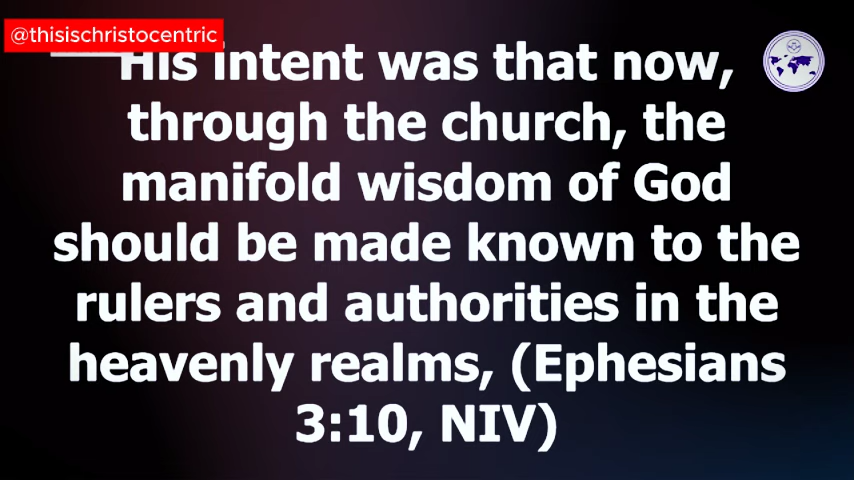 @thisischristocentric
His intent was that now,
through the church, the
manifold wisdom of God
should be made known to the
rulers and authorities in the
heavenly realms, (Ephesians
3:10, NIV)